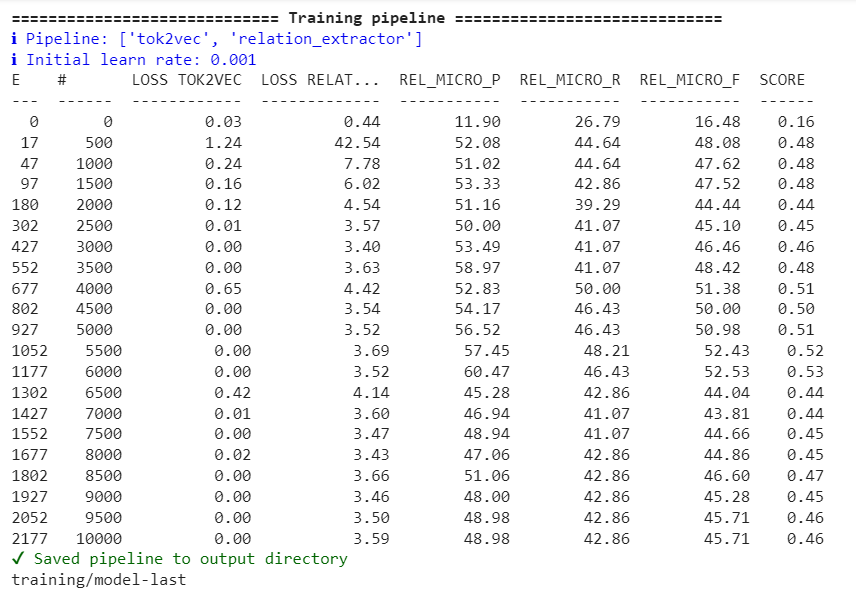 ============================= Training pipeline =============================
ℹ Pipeline: ['tok2vec', 'relation_extractor']
ℹ Initial learn rate: 0.001
E    #       LOSS TOK2VEC  LOSS RELAT...  REL_MICRO_P  REL_MICRO_R  REL_MICRO_F  SCORE
---  ------  ------------  -------------  -----------  -----------  -----------  ------
0       0          0.03           0.44        11.90        26.79        16.48    0.16
17     500          1.24          42.54        52.08        44.64        48.08    0.48
47    1000          0.24           7.78        51.02        44.64        47.62    0.48
97    1500          0.16           6.02        53.33        42.86        47.52    0.48
180    2000          0.12           4.54        51.16        39.29        44.44    0.44
302    2500          0.01           3.57        50.00        41.07        45.10    0.45
427    3000          0.00           3.40        53.49        41.07        46.46    0.46
552    3500          0.00           3.63        58.97        41.07        48.42    0.48
677    4000          0.65           4.42        52.83        50.00        51.38    0.51
802    4500          0.00           3.54        54.17        46.43        50.00    0.50
927    5000          0.00           3.52        56.52        46.43        50.98    0.51
1052    5500          0.00           3.69        57.45        48.21        52.43    0.52
1177    6000          0.00           3.52        60.47        46.43        52.53    0.53
1302    6500          0.42           4.14        45.28        42.86        44.04    0.44
1427    7000          0.01           3.60        46.94        41.07        43.81    0.44
1552    7500          0.00           3.47        48.94        41.07        44.66    0.45
1677    8000          0.02           3.43        47.06        42.86        44.86    0.45
1802    8500          0.00           3.66        51.06        42.86        46.60    0.47
1927    9000          0.00           3.46        48.00        42.86        45.28    0.45
2052    9500          0.00           3.50        48.98        42.86        45.71    0.46
2177   10000          0.00           3.59        48.98        42.86        45.71    0.46
✔ Saved pipeline to output directory
training/model-last